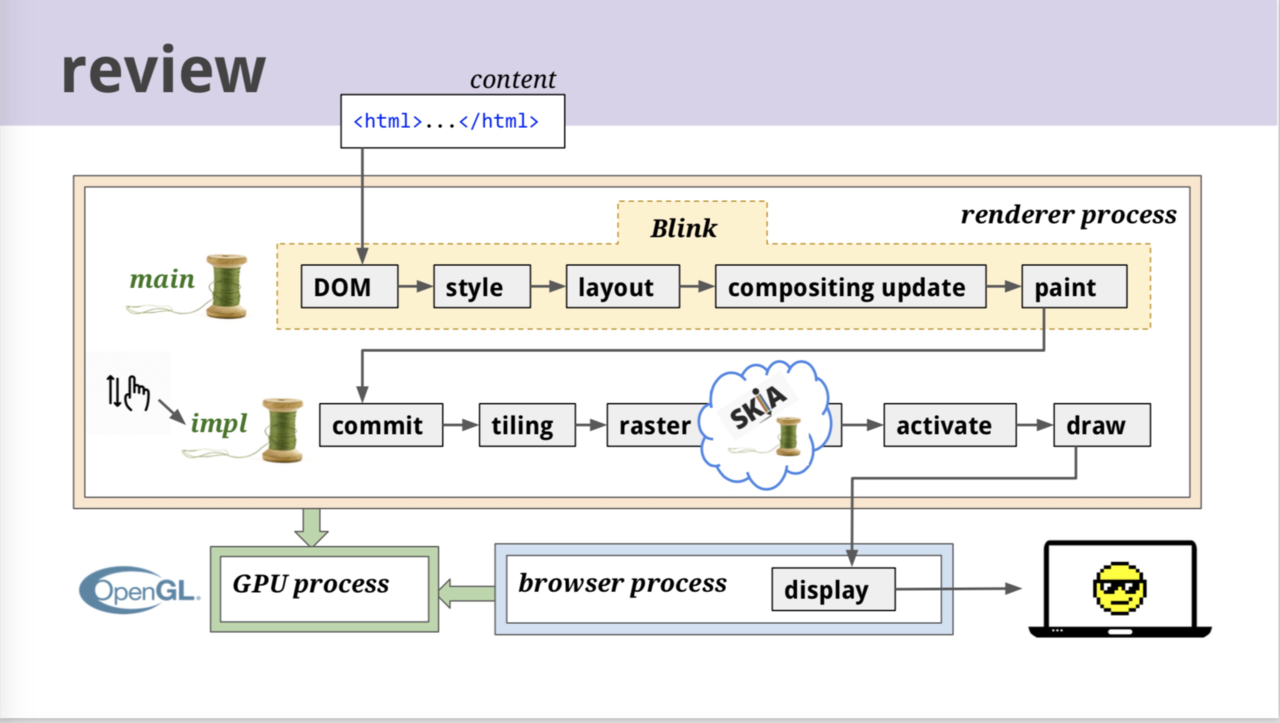 review
content
<html>...</html>
renderer process
Blink
main
DOM
style
layout
compositing update
paint
impl
commit
tiling
raster
SKiA
activate
draw
OpenGL.
GPU process
browser process
display